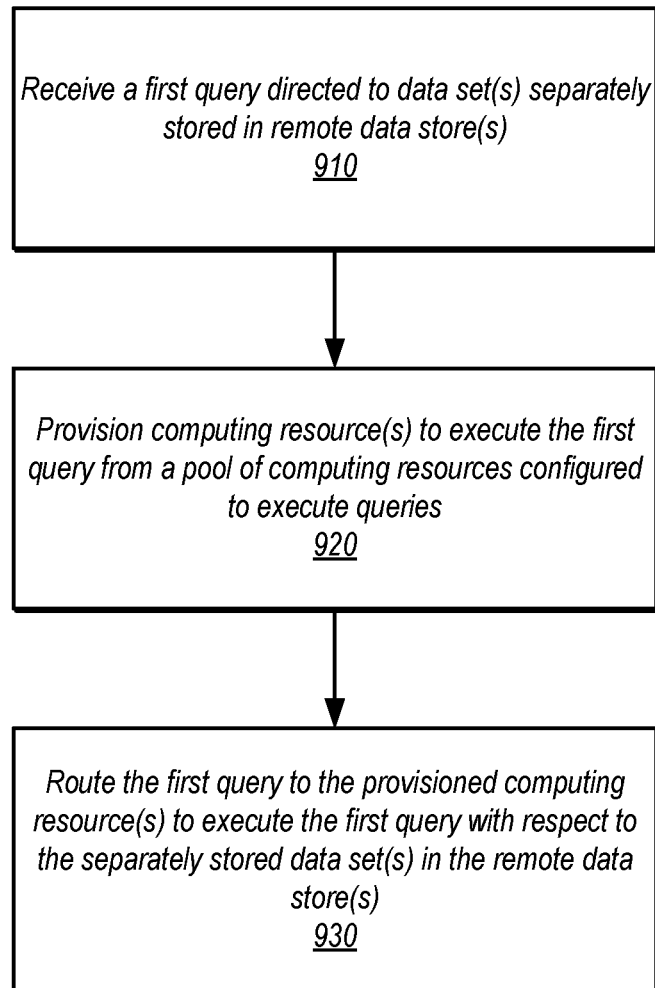 Receive a first query directed to data set(s) separately
stored in remote data store(s)
910
Provision computing resource(s) to execute the first
query from a pool of computing resources configured
to execute queries
920
Route the first query to the provisioned computing
resource(s) to execute the first query with respect to
the separately stored data set(s) in the remote data
store(s)
930